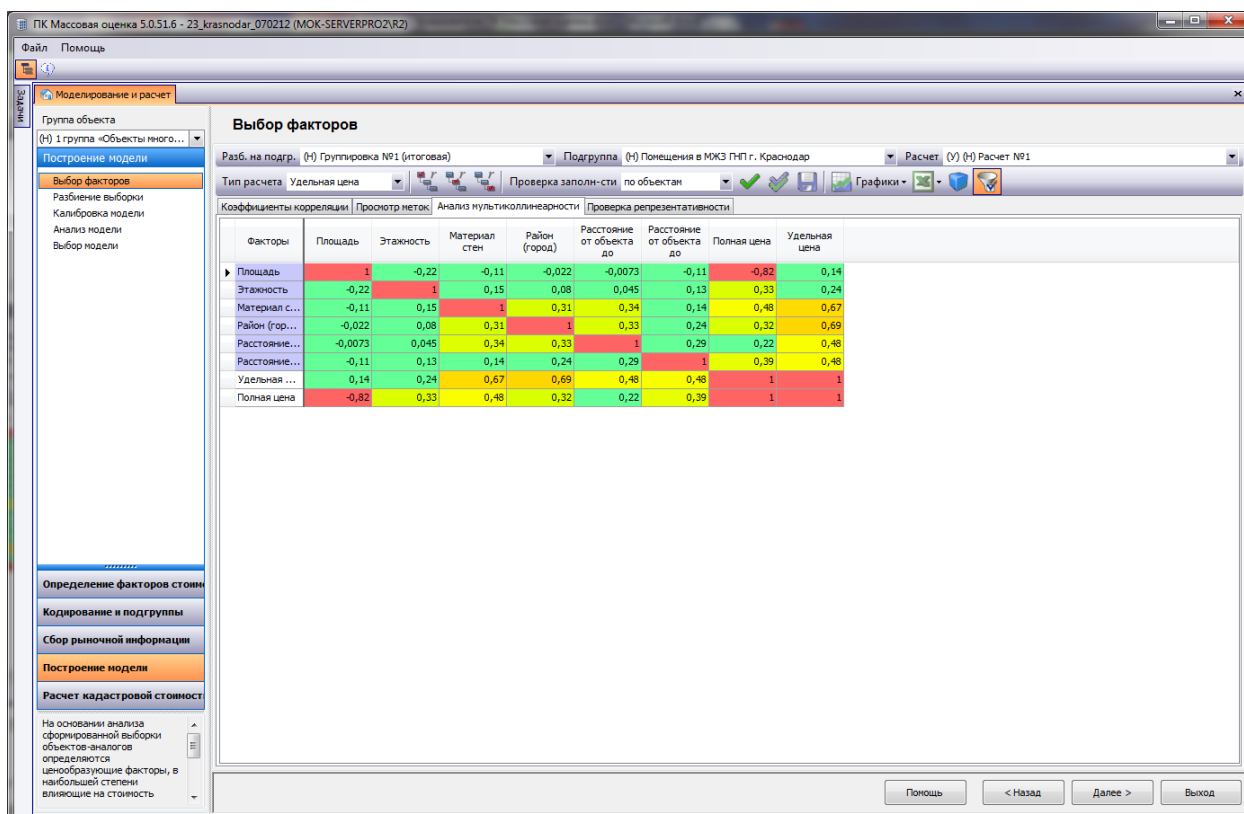 ПК Массовая оценка 5.0.51.6 - 23_krasnodar_070212 (MOK-SERVERPRO2\R2)
Файл Помощь
Задачи
Моделирование и расчет
Группа объекта
(Н) 1 группа «Объекты много...
Построение модели
Выбор факторов
Разбиение выборки
Калибровка модели
Анализ модели
Выбор модели
Определение факторов стоим
Кодирование и подгруппы
Сбор рыночной информации
Построение модели
Расчет кадастровой стоимост
На основании анализа
сформированной выборки
объектов-аналогов
определяются
ценообразующие факторы, в
наибольшей степени
влияющие на стоимость
Выбор факторов
Разб. на подгр. (Н) Группировка №1 (итоговая) Подгруппа (Н) Понещения в МЖЗ ГНП г. Краснодар Расчет (У) (Н) Расчет №1
Тип расчета Удельная цена Проверка заполн-сти по объектам Графики
Коэффициенты корреляции Просмотр меток Анализ мультиколлинеарности Проверка репрезентативности
Факторы Площадь Этажность Материал стен Район (город) Расстояние от объекта до Расстояние от объекта до Полная цена Удельная цена
Площадь 1 -0,22 -0,11 -0,022 -0,0073 -0,11 -0,82 0,14
Этажность -0,22 1 0,15 0,08 0,045 0,13 0,33 0,24
Материал с... -0,11 0,15 1 0,31 0,34 0,14 0,48 0,67
Район (гор... -0,022 0,08 0,31 1 0,33 0,24 0,32 0,69
Расстояние... -0,0073 0,045 0,34 0,33 1 0,29 0,22 0,48
Расстояние... -0,11 0,13 0,14 0,24 0,29 1 0,39 0,48
Удельная ... 0,14 0,24 0,67 0,69 0,48 0,48 1 1
Полная цена -0,82 0,33 0,48 0,32 0,22 0,39 1 1
Помощь < Назад Далее > Выход